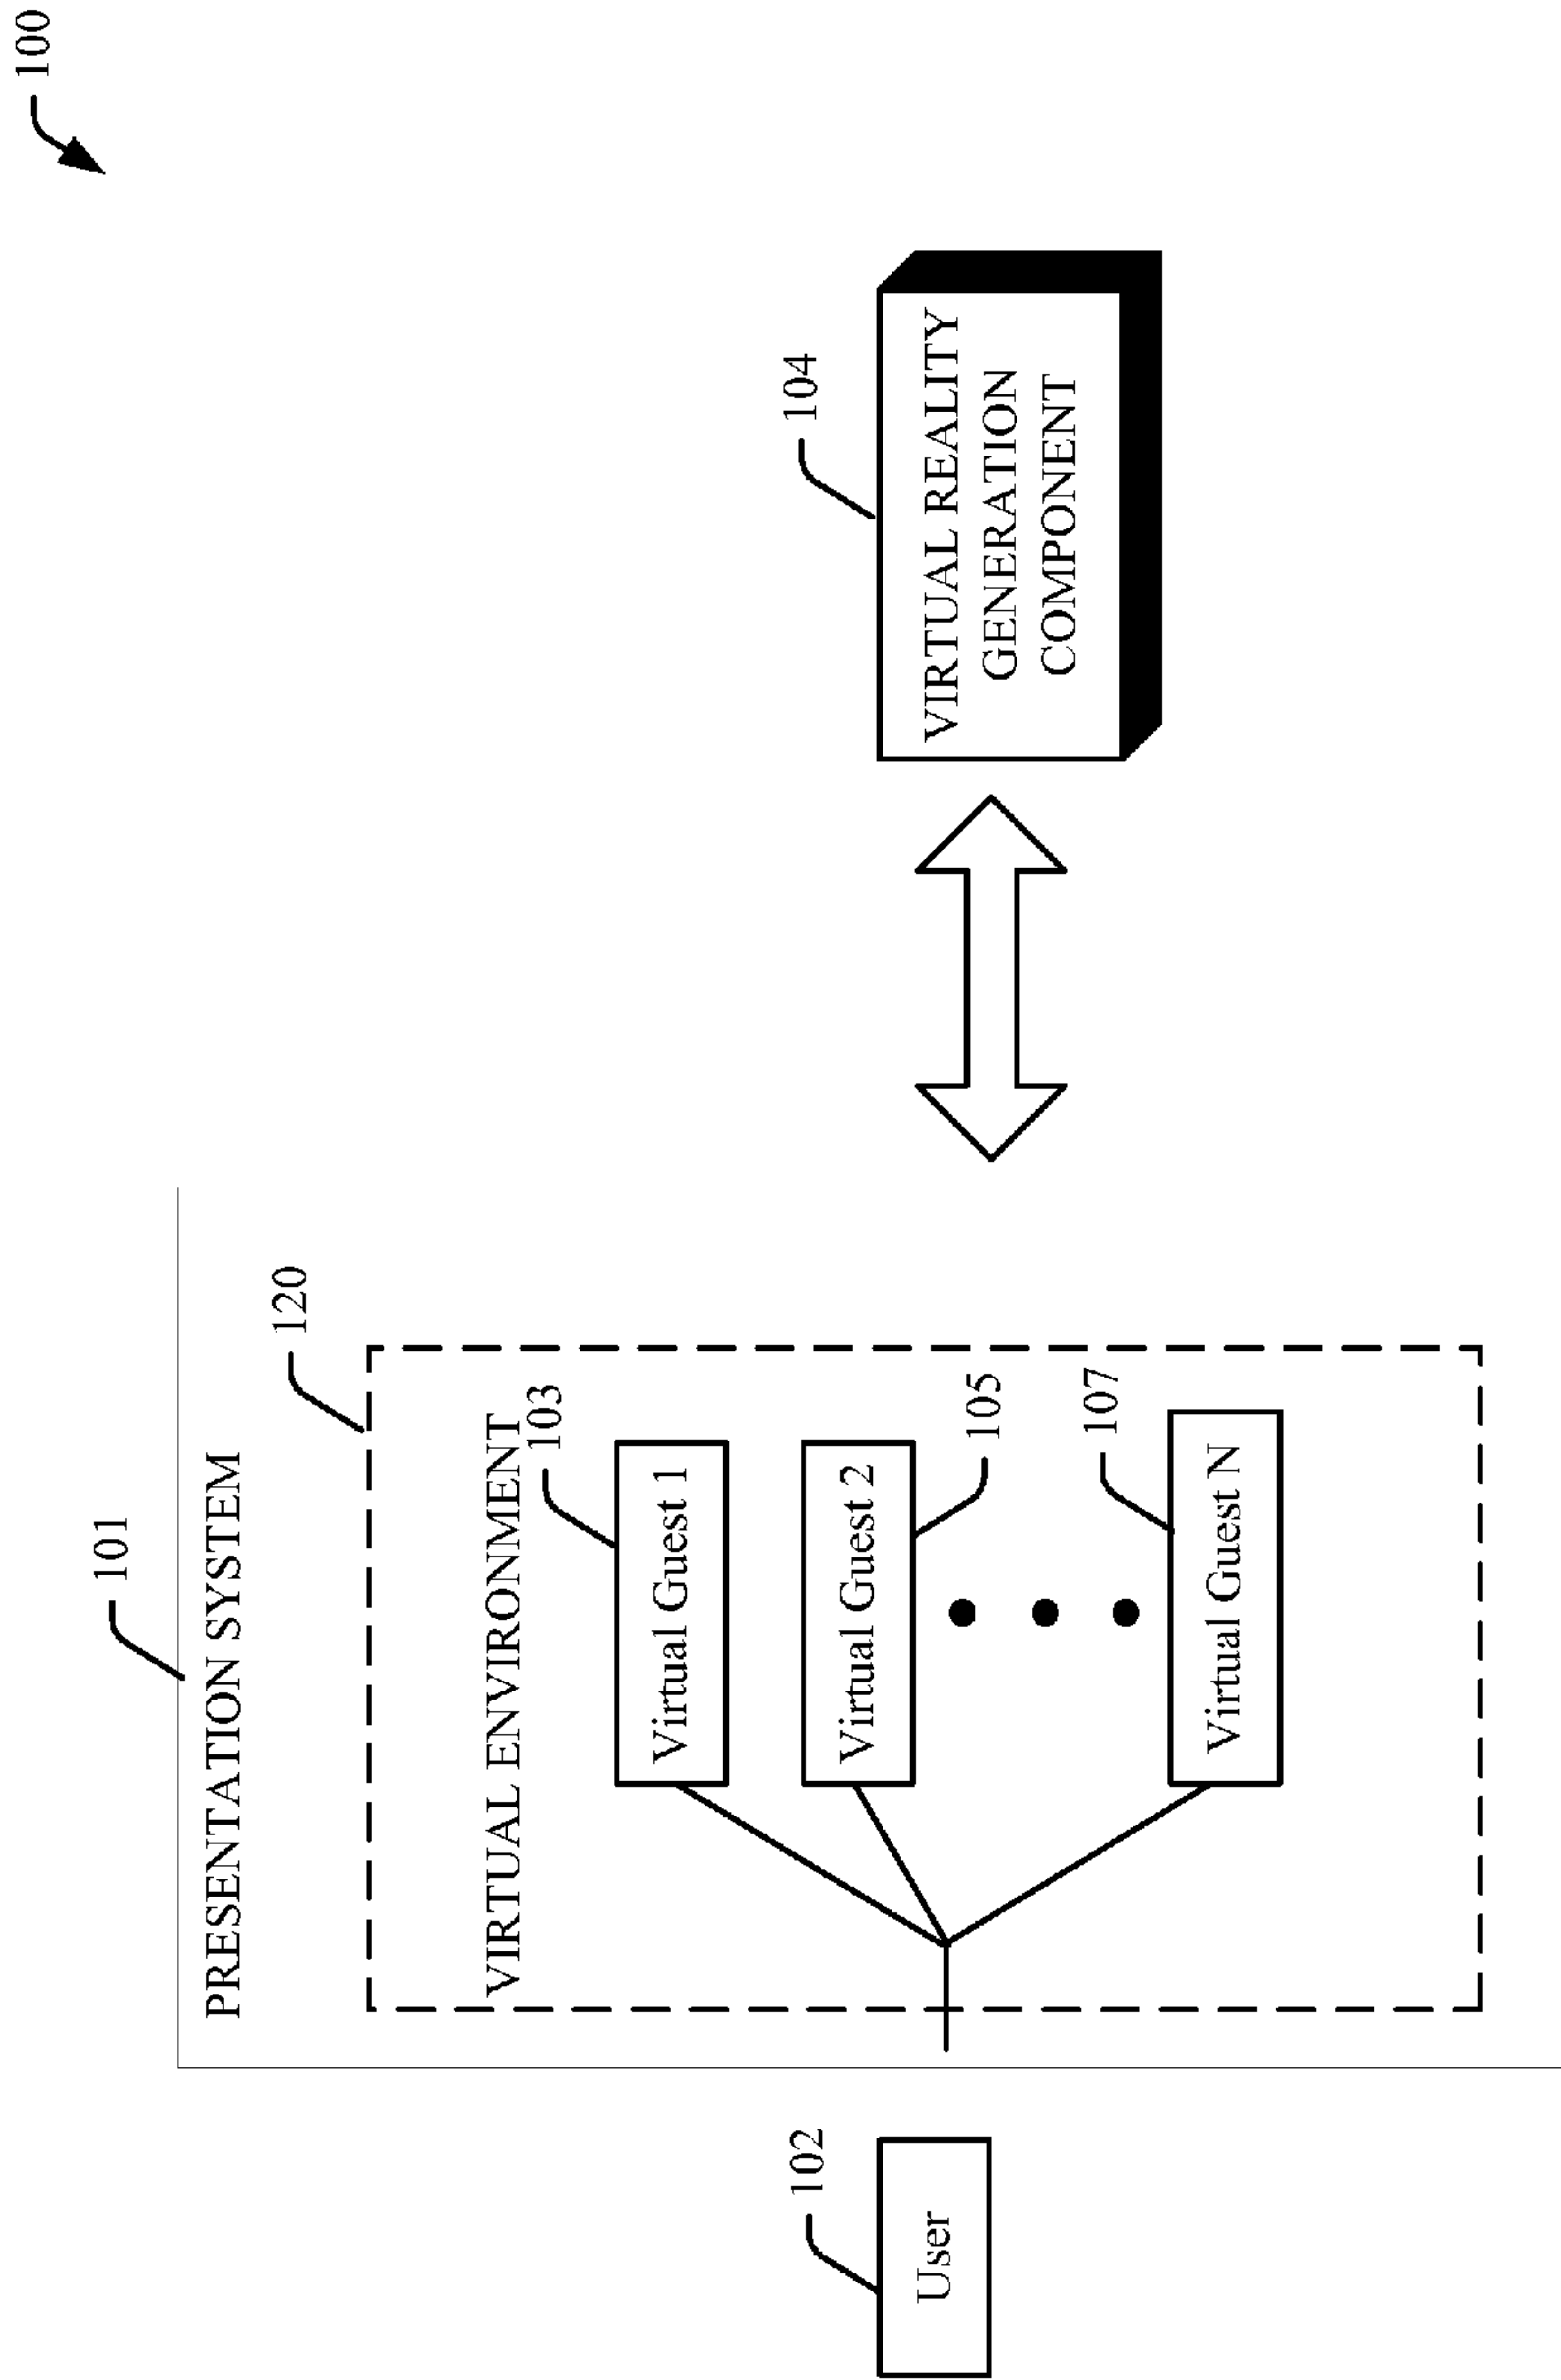 100
101
PRESENTATION SYSTEM
120
VIRTUAL ENVIRONMENT
103
Virtual Guest 1
Virtual Guest 2
105
107
Virtual Guest N
102
User
104
VIRTUAL REALITY
GENERATION
COMPONENT